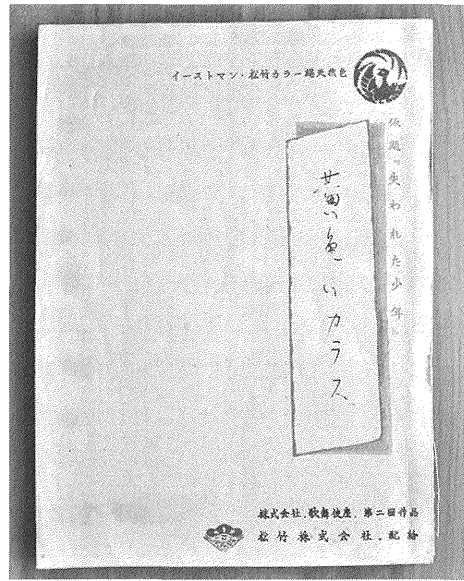 イーストマン・松竹カラー総天然色
仮題 失われた少年
黄色いカラス
株式会社.歌舞伎座.第二回作品
松竹株式会社.配給